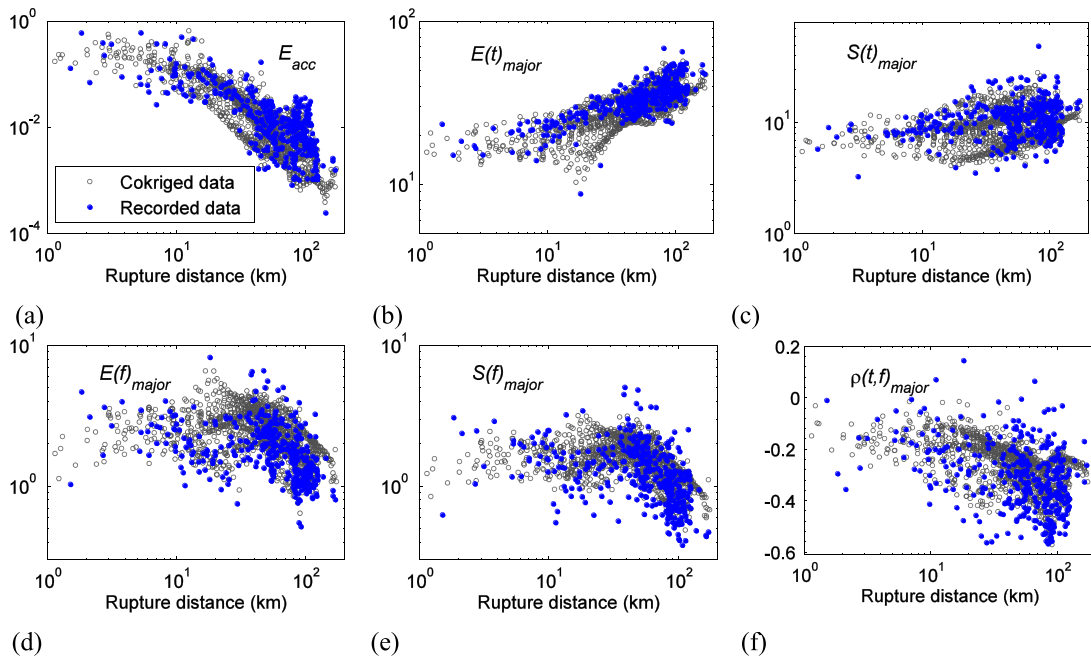 10^0
10^-2
10^-4
E_acc
Cokriged data
Recorded data
10^0 10^1 10^2
Rupture distance (km)
(a)
10^2
10^1
E(t)_major
10^0 10^1 10^2
Rupture distance (km)
(b)
10^1
10^0
S(t)_major
10^0 10^1 10^2
Rupture distance (km)
(c)
10^1
10^0
E(f)_major
10^0 10^1 10^2
Rupture distance (km)
(d)
10^1
10^0
S(f)_major
10^0 10^1 10^2
Rupture distance (km)
(e)
0.2
0
-0.2
-0.4
-0.6
ρ(t,f)_major
10^0 10^1 10^2
Rupture distance (km)
(f)